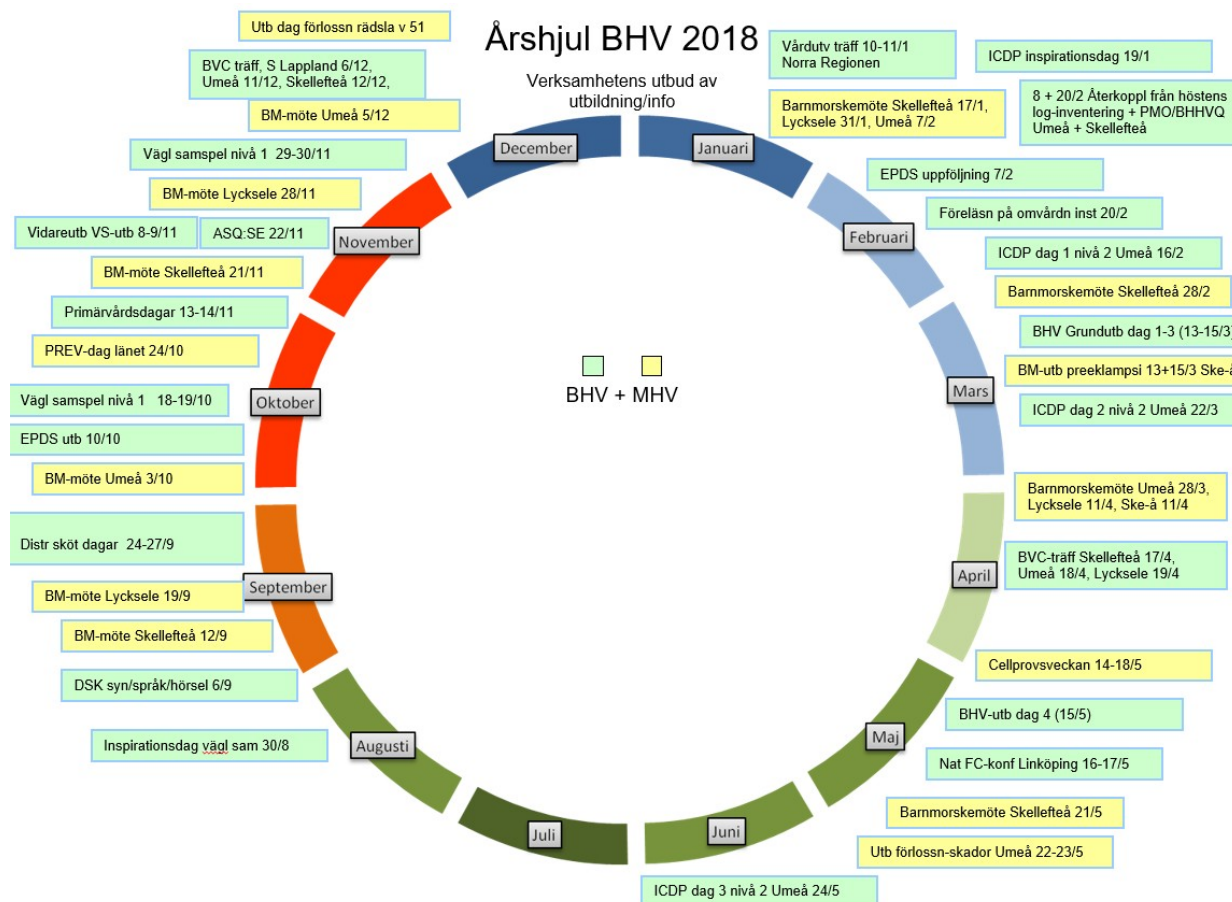 Årshjul BHV 2018
Verksamhetens utbud av
utbildning/info
Vårdutv träff 10-11/1
Norra Regionen
ICDP inspirationsdag 19/1
Barnmorskemöte Skellefteå 17/1,
Lycksele 31/1, Umeå 7/2
8 + 20/2 Återkoppl från höstens
log-inventering + PMO/BHHVQ
Umeå + Skellefteå
Januari
EPDS uppföljning 7/2
Föreläsn på omvårdn inst 20/2
Februari
ICDP dag 1 nivå 2 Umeå 16/2
Barnmorskemöte Skellefteå 28/2
BHV Grundutb dag 1-3 (13-15/3)
BM-utb preeklampsi 13+15/3 Ske-å
Mars
ICDP dag 2 nivå 2 Umeå 22/3
Barnmorskemöte Umeå 28/3,
Lycksele 11/4, Ske-å 11/4
BVC-träff Skellefteå 17/4,
Umeå 18/4, Lycksele 19/4
April
Cellprovsveckan 14-18/5
BHV-utb dag 4 (15/5)
Maj
Nat FC-konf Linköping 16-17/5
Barnmorskemöte Skellefteå 21/5
Utb förlossn-skador Umeå 22-23/5
Juni
ICDP dag 3 nivå 2 Umeå 24/5
Juli
Augusti
Inspirationsdag vägl sam 30/8
DSK syn/språk/hörsel 6/9
BM-möte Skellefteå 12/9
BM-möte Lycksele 19/9
September
Distr sköt dagar 24-27/9
BM-möte Umeå 3/10
EPDS utb 10/10
Vägl samspel nivå 1 18-19/10
Oktober
PREV-dag länet 24/10
Primärvårdsdagar 13-14/11
BM-möte Skellefteå 21/11
Vidareutb VS-utb 8-9/11
ASQ:SE 22/11
November
BM-möte Lycksele 28/11
Vägl samspel nivå 1 29-30/11
BM-möte Umeå 5/12
December
BVC träff, S Lappland 6/12,
Umeå 11/12, Skellefteå 12/12,
Utb dag förlossn rädsla v 51
BHV + MHV